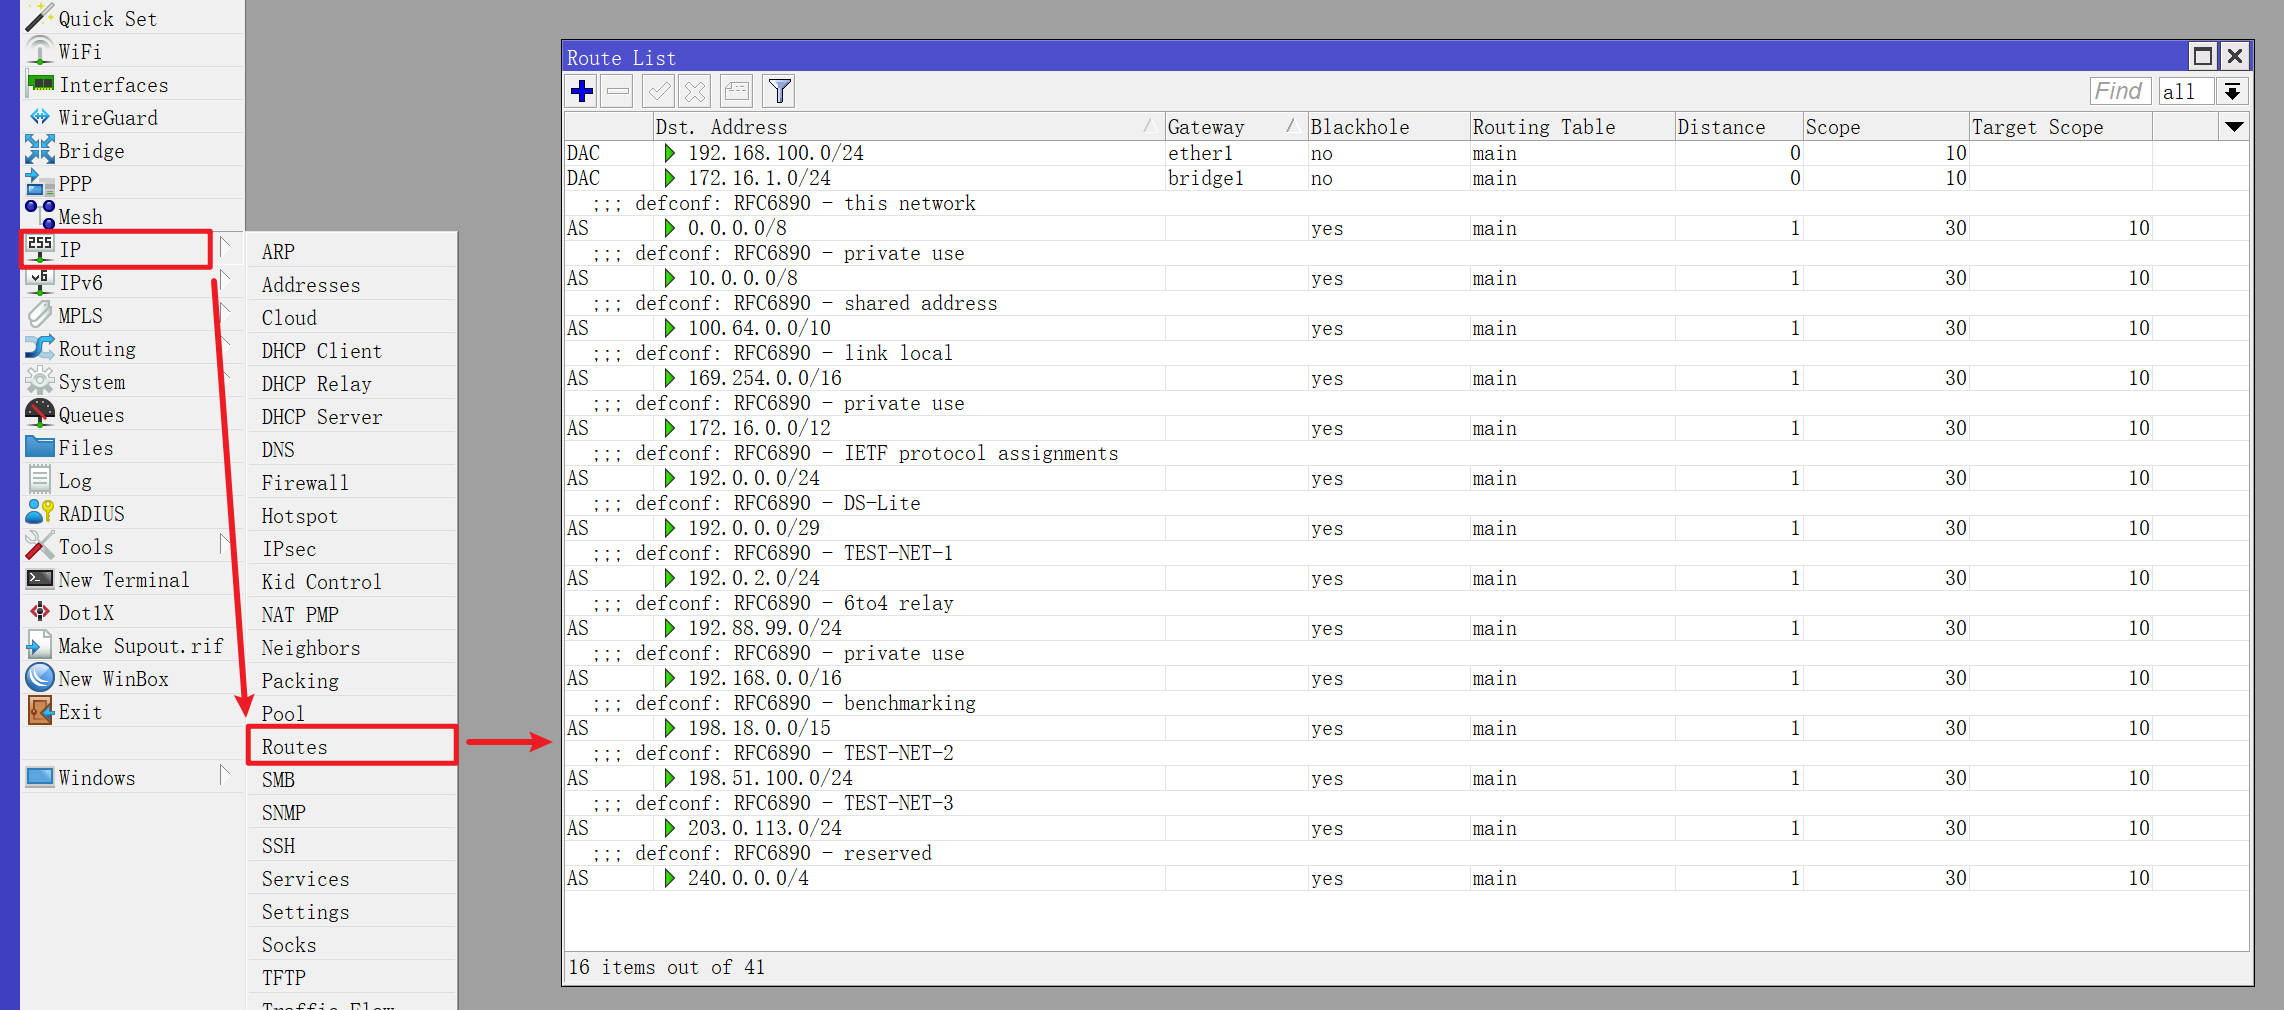 Quick Set
WiFi
Interfaces
WireGuard
Bridge
PPP
Mesh
255
IP
v6
IPv6
MPLS
Routing
System
Queues
Files
Log
RADIUS
Tools
New Terminal
Dot1X
Make Supout.rif
New WinBox
Exit
Windows
ARP
Addresses
Cloud
DHCP Client
DHCP Relay
DHCP Server
DNS
Firewall
Hotspot
IPsec
Kid Control
NAT PMP
Neighbors
Packing
Pool
Routes
SMB
SNMP
SSH
Services
Settings
Socks
TFTP
Traffic Flow
Route List
Find all
Dst. Address Gateway Blackhole Routing Table Distance Scope Target Scope
DAC 192.168.100.0/24 ether1 no main 0 10
DAC 172.16.1.0/24 bridge1 no main 0 10
;;; defconf: RFC6890 - this network
AS 0.0.0.0/8 yes main 1 30 10
;;; defconf: RFC6890 - private use
AS 10.0.0.0/8 yes main 1 30 10
;;; defconf: RFC6890 - shared address
AS 100.64.0.0/10 yes main 1 30 10
;;; defconf: RFC6890 - link local
AS 169.254.0.0/16 yes main 1 30 10
;;; defconf: RFC6890 - private use
AS 172.16.0.0/12 yes main 1 30 10
;;; defconf: RFC6890 - IETF protocol assignments
AS 192.0.0.0/24 yes main 1 30 10
;;; defconf: RFC6890 - DS-Lite
AS 192.0.0.0/29 yes main 1 30 10
;;; defconf: RFC6890 - TEST-NET-1
AS 192.0.2.0/24 yes main 1 30 10
;;; defconf: RFC6890 - 6to4 relay
AS 192.88.99.0/24 yes main 1 30 10
;;; defconf: RFC6890 - private use
AS 192.168.0.0/16 yes main 1 30 10
;;; defconf: RFC6890 - benchmarking
AS 198.18.0.0/15 yes main 1 30 10
;;; defconf: RFC6890 - TEST-NET-2
AS 198.51.100.0/24 yes main 1 30 10
;;; defconf: RFC6890 - TEST-NET-3
AS 203.0.113.0/24 yes main 1 30 10
;;; defconf: RFC6890 - reserved
AS 240.0.0.0/4 yes main 1 30 10
16 items out of 41